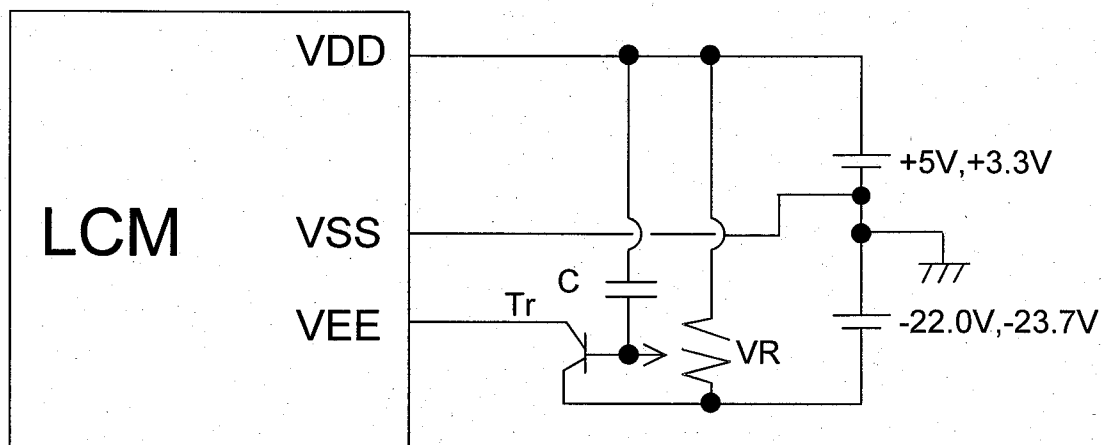 VDD
+5V,+3.3V
LCM
VSS
C
Tr
VEE
VR
-22.0V,-23.7V